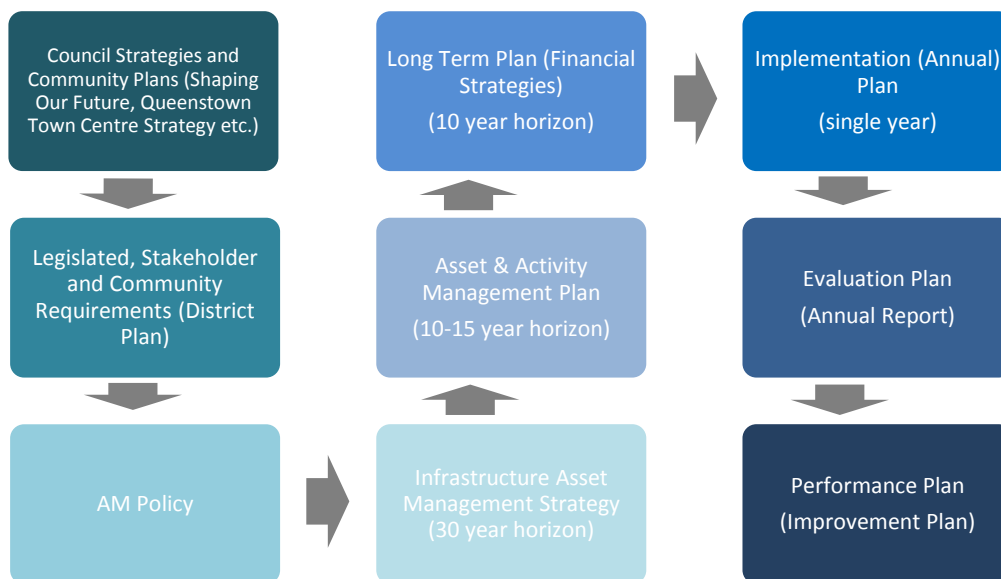 Council Strategies and
Community Plans (Shaping
Our Future, Queenstown
Town Centre Strategy etc.)
Legislated, Stakeholder
and Community
Requirements (District
Plan)
AM Policy
Infrastructure Asset
Management Strategy
(30 year horizon)
Asset & Activity
Management Plan
(10-15 year horizon)
Long Term Plan (Financial
Strategies)
(10 year horizon)
Implementation (Annual)
Plan
(single year)
Evaluation Plan
(Annual Report)
Performance Plan
(Improvement Plan)